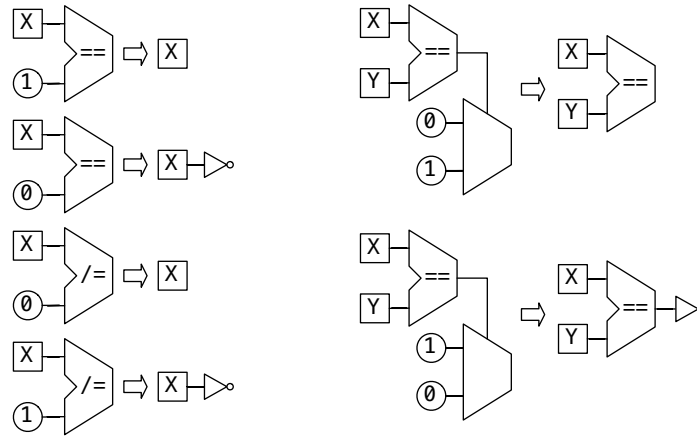 X == 1 X
X == 0 X
X /= 0 X
X /= 1 X
X == Y 0 1 X == Y
X == Y 1 0 X == Y